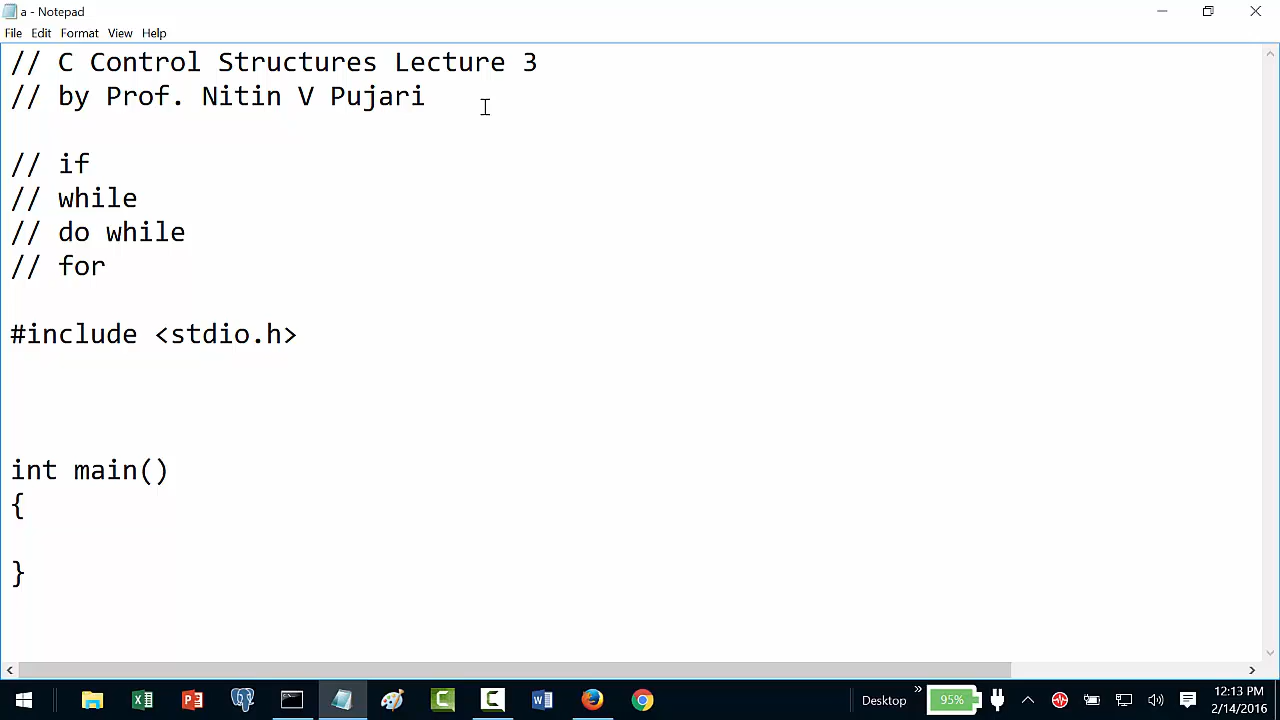 a - Notepad
File Edit Format View Help
// C Control Structures Lecture 3
// by Prof. Nitin V Pujari
// if
// while
// do while
// for
#include <stdio.h>
int main()
{
}
Desktop
95%
12:13 PM
2/14/2016